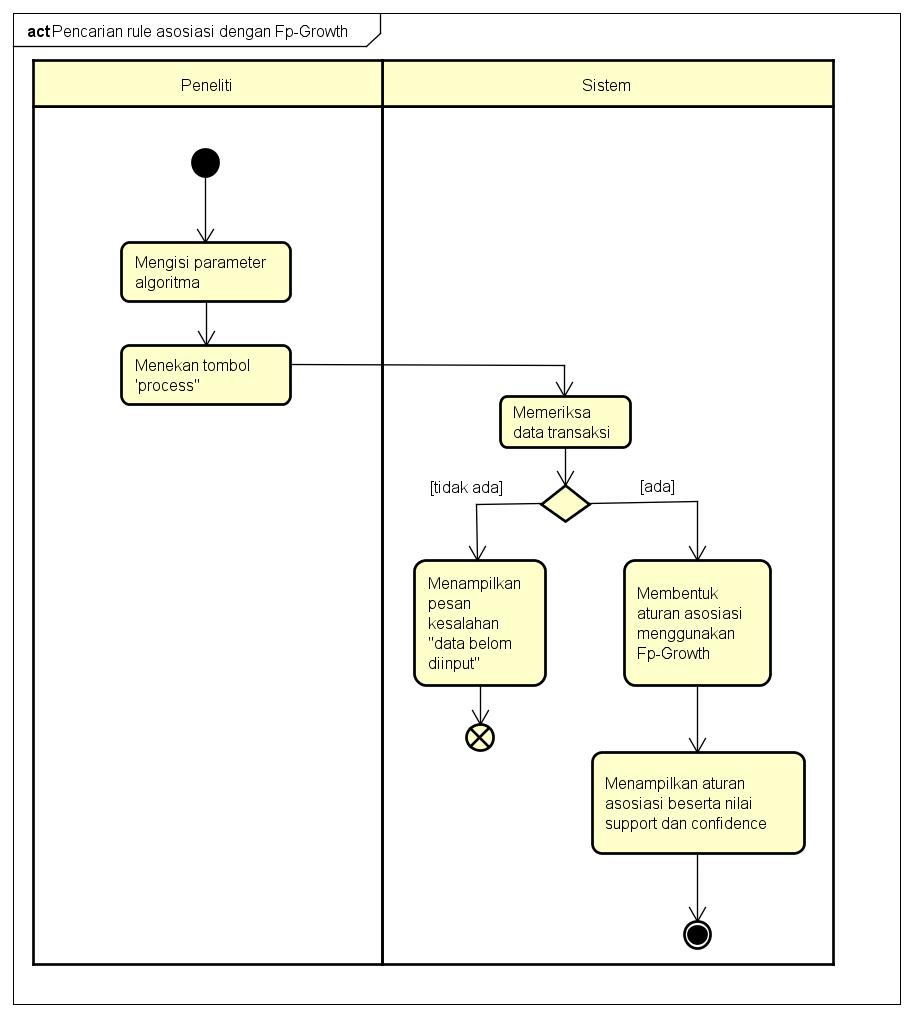 act Pencarian rule asosiasi dengan Fp-Growth
Peneliti
Sistem
Mengisi parameter
algoritma
Menekan tombol
'process"
Memeriksa
data transaksi
[tidak ada]
[ada]
Menampilkan
pesan
kesalahan
"data belom
diinput"
Membentuk
aturan asosiasi
menggunakan
Fp-Growth
Menampilkan aturan
asosiasi beserta nilai
support dan confidence